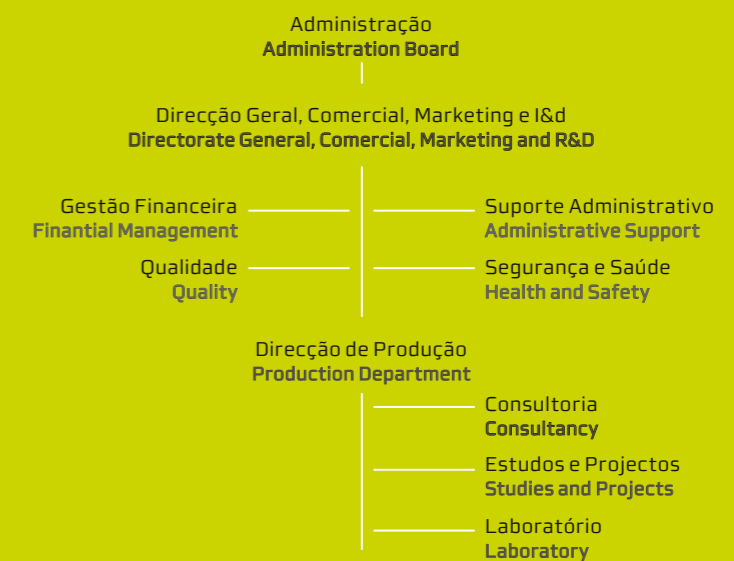 Administração
Administration Board
Direcção Geral, Comercial, Marketing e I&d
Directorate General, Comercial, Marketing and R&D
Gestão Financeira
Finantial Management
Suporte Administrativo
Administrative Support
Qualidade
Quality
Segurança e Saúde
Health and Safety
Direcção de Produção
Production Department
Consultoria
Consultancy
Estudos e Projectos
Studies and Projects
Laboratório
Laboratory